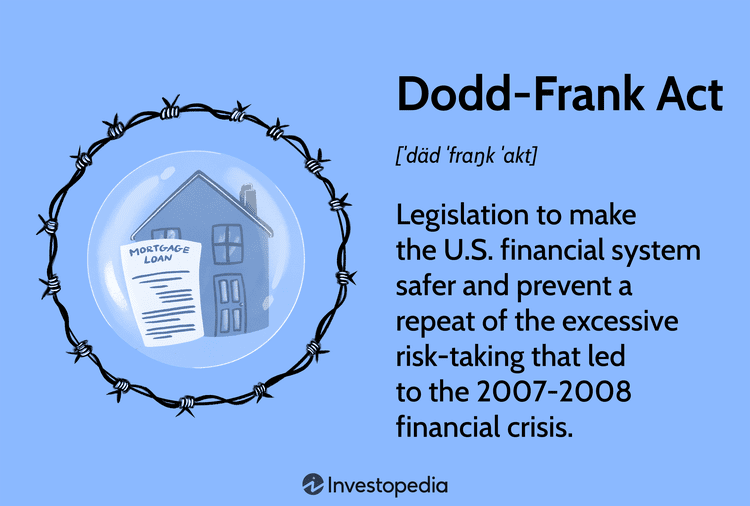 MORTGAGE
LOAN
Dodd-Frank Act
[ˈdäd ˈfraŋk ˈakt]
Legislation to make
the U.S. financial system
safer and prevent a
repeat of the excessive
risk-taking that led
to the 2007-2008
financial crisis.
Investopedia